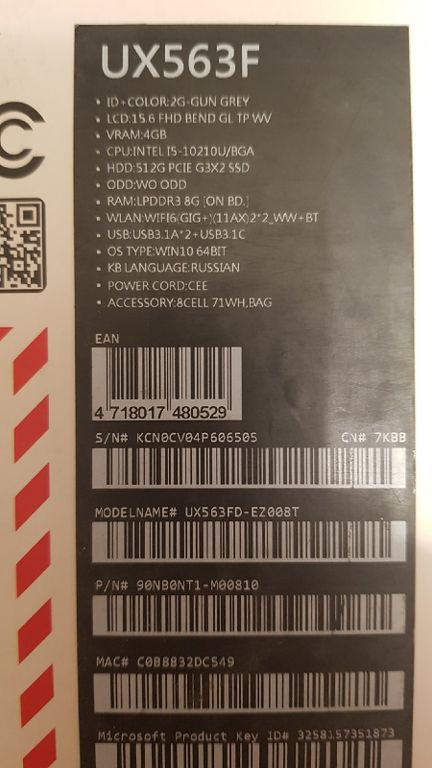 UX563F
• ID+COLOR:2G-GUN GREY
• LCD:15.6 FHD BEND GL TP WV
• VRAM:4GB
• CPU:INTEL I5-10210U/BGA
• HDD:512G PCIE G3X2 SSD
• ODD:WO ODD
• RAM:LPDDR3 8G [ON BD.]
• WLAN:WIFI6(GIG+)(11AX)2*2_WW+BT
• USB:USB3.1A*2+USB3.1C
• OS TYPE:WIN10 64BIT
• KB LANGUAGE:RUSSIAN
• POWER CORD:CEE
• ACCESSORY:8CELL 71WH,BAG
EAN
4 718017 480529
S/N# KCN0CV04P606505 CN# 7KBB
MODELNAME# UX563FD-EZ008T
P/N# 90NB0NT1-M00810
MAC# C0B8832DC549
Microsoft Product Key ID# 3258157351873